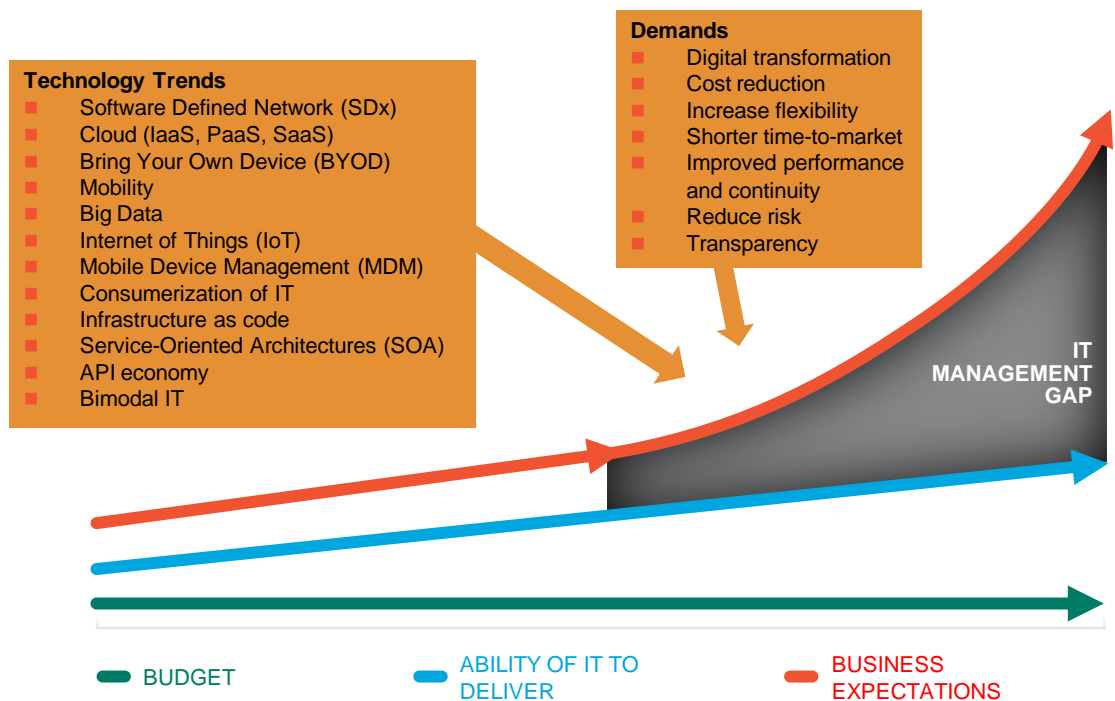 Technology Trends
Software Defined Network (SDx)
Cloud (IaaS, PaaS, SaaS)
Bring Your Own Device (BYOD)
Mobility
Big Data
Internet of Things (IoT)
Mobile Device Management (MDM)
Consumerization of IT
Infrastructure as code
Service-Oriented Architectures (SOA)
API economy
Bimodal IT
Demands
Digital transformation
Cost reduction
Increase flexibility
Shorter time-to-market
Improved performance
and continuity
Reduce risk
Transparency
IT
MANAGEMENT
GAP
BUDGET
ABILITY OF IT TO
DELIVER
BUSINESS
EXPECTATIONS